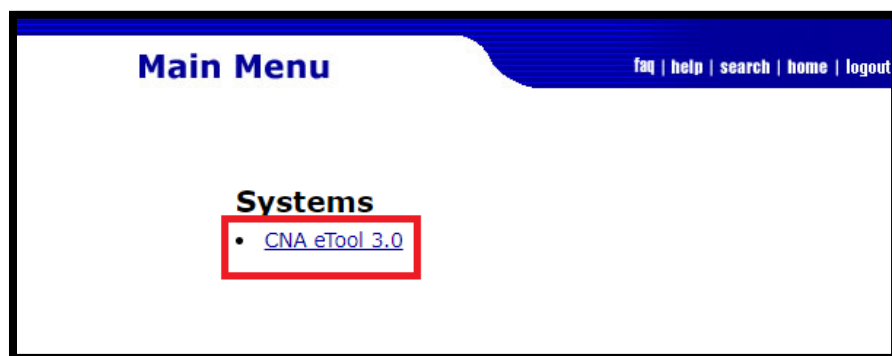 Main Menu
faq | help | search | home | logout
Systems
• CNA eTool 3.0